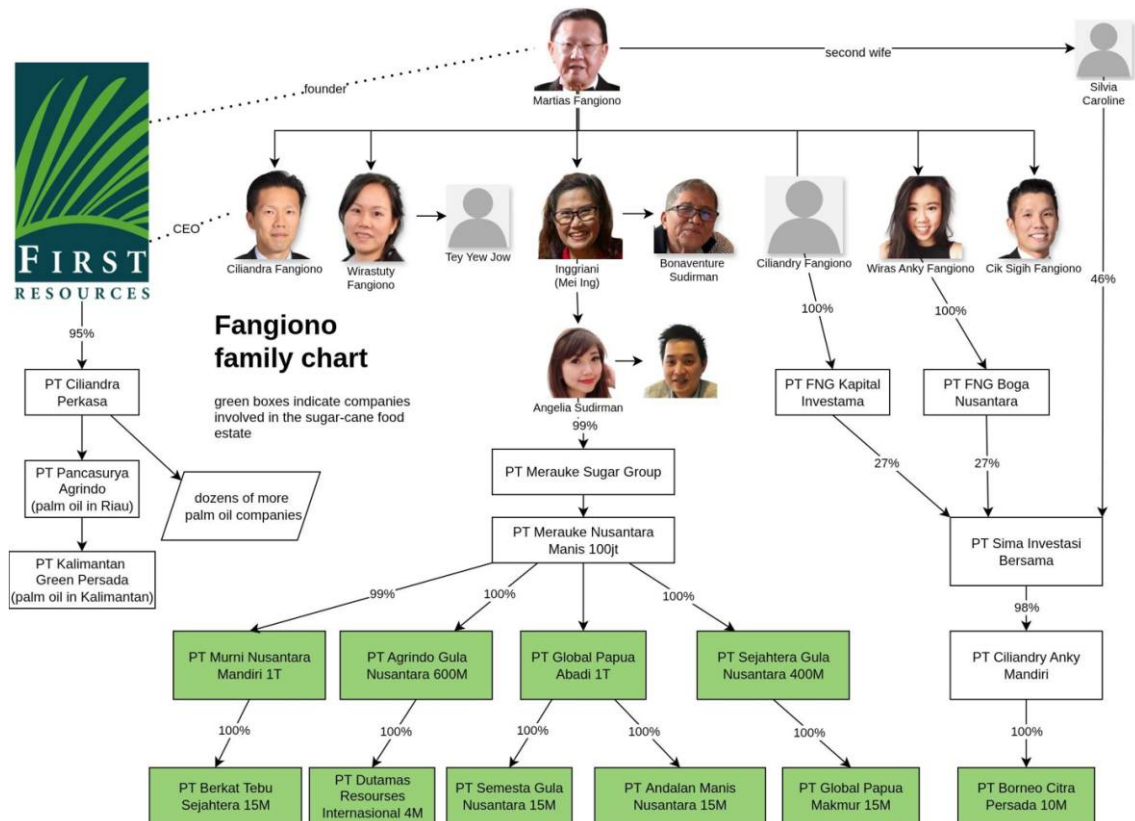 Martias Fangiono
second wife
Silvia
Caroline
founder
CEO
FIRST
RESOURCES
Ciliandra Fangiono
Wirastuty
Fangiono
Tey Yew Jow
Inggriani
(Mei Ing)
Bonaventure
Sudirman
Ciliandry Fangiono
Wiras Anky Fangiono
Cik Sigih Fangiono
46%
95%
100%
100%
Fangiono
family chart
green boxes indicate companies
involved in the sugar-cane food
estate
PT Ciliandra
Perkasa
Angelia Sudirman
PT FNG Kapital
Investama
PT FNG Boga
Nusantara
99%
27%
27%
PT Pancasurya
Agrindo
(palm oil in Riau)
dozens of more
palm oil companies
PT Merauke Sugar Group
PT Merauke Nusantara
Manis 100jt
PT Sima Investasi
Bersama
PT Kalimantan
Green Persada
(palm oil in Kalimantan)
99%
100%
100%
98%
PT Murni Nusantara
Mandiri 1T
PT Agrindo Gula
Nusantara 600M
PT Global Papua
Abadi 1T
PT Sejahtera Gula
Nusantara 400M
PT Ciliandry Anky
Mandiri
100%
100%
100%
100%
100%
100%
PT Berkat Tebu
Sejahtera 15M
PT Dutamas
Resourses
Internasional 4M
PT Semesta Gula
Nusantara 15M
PT Andalan Manis
Nusantara 15M
PT Global Papua
Makmur 15M
PT Borneo Citra
Persada 10M